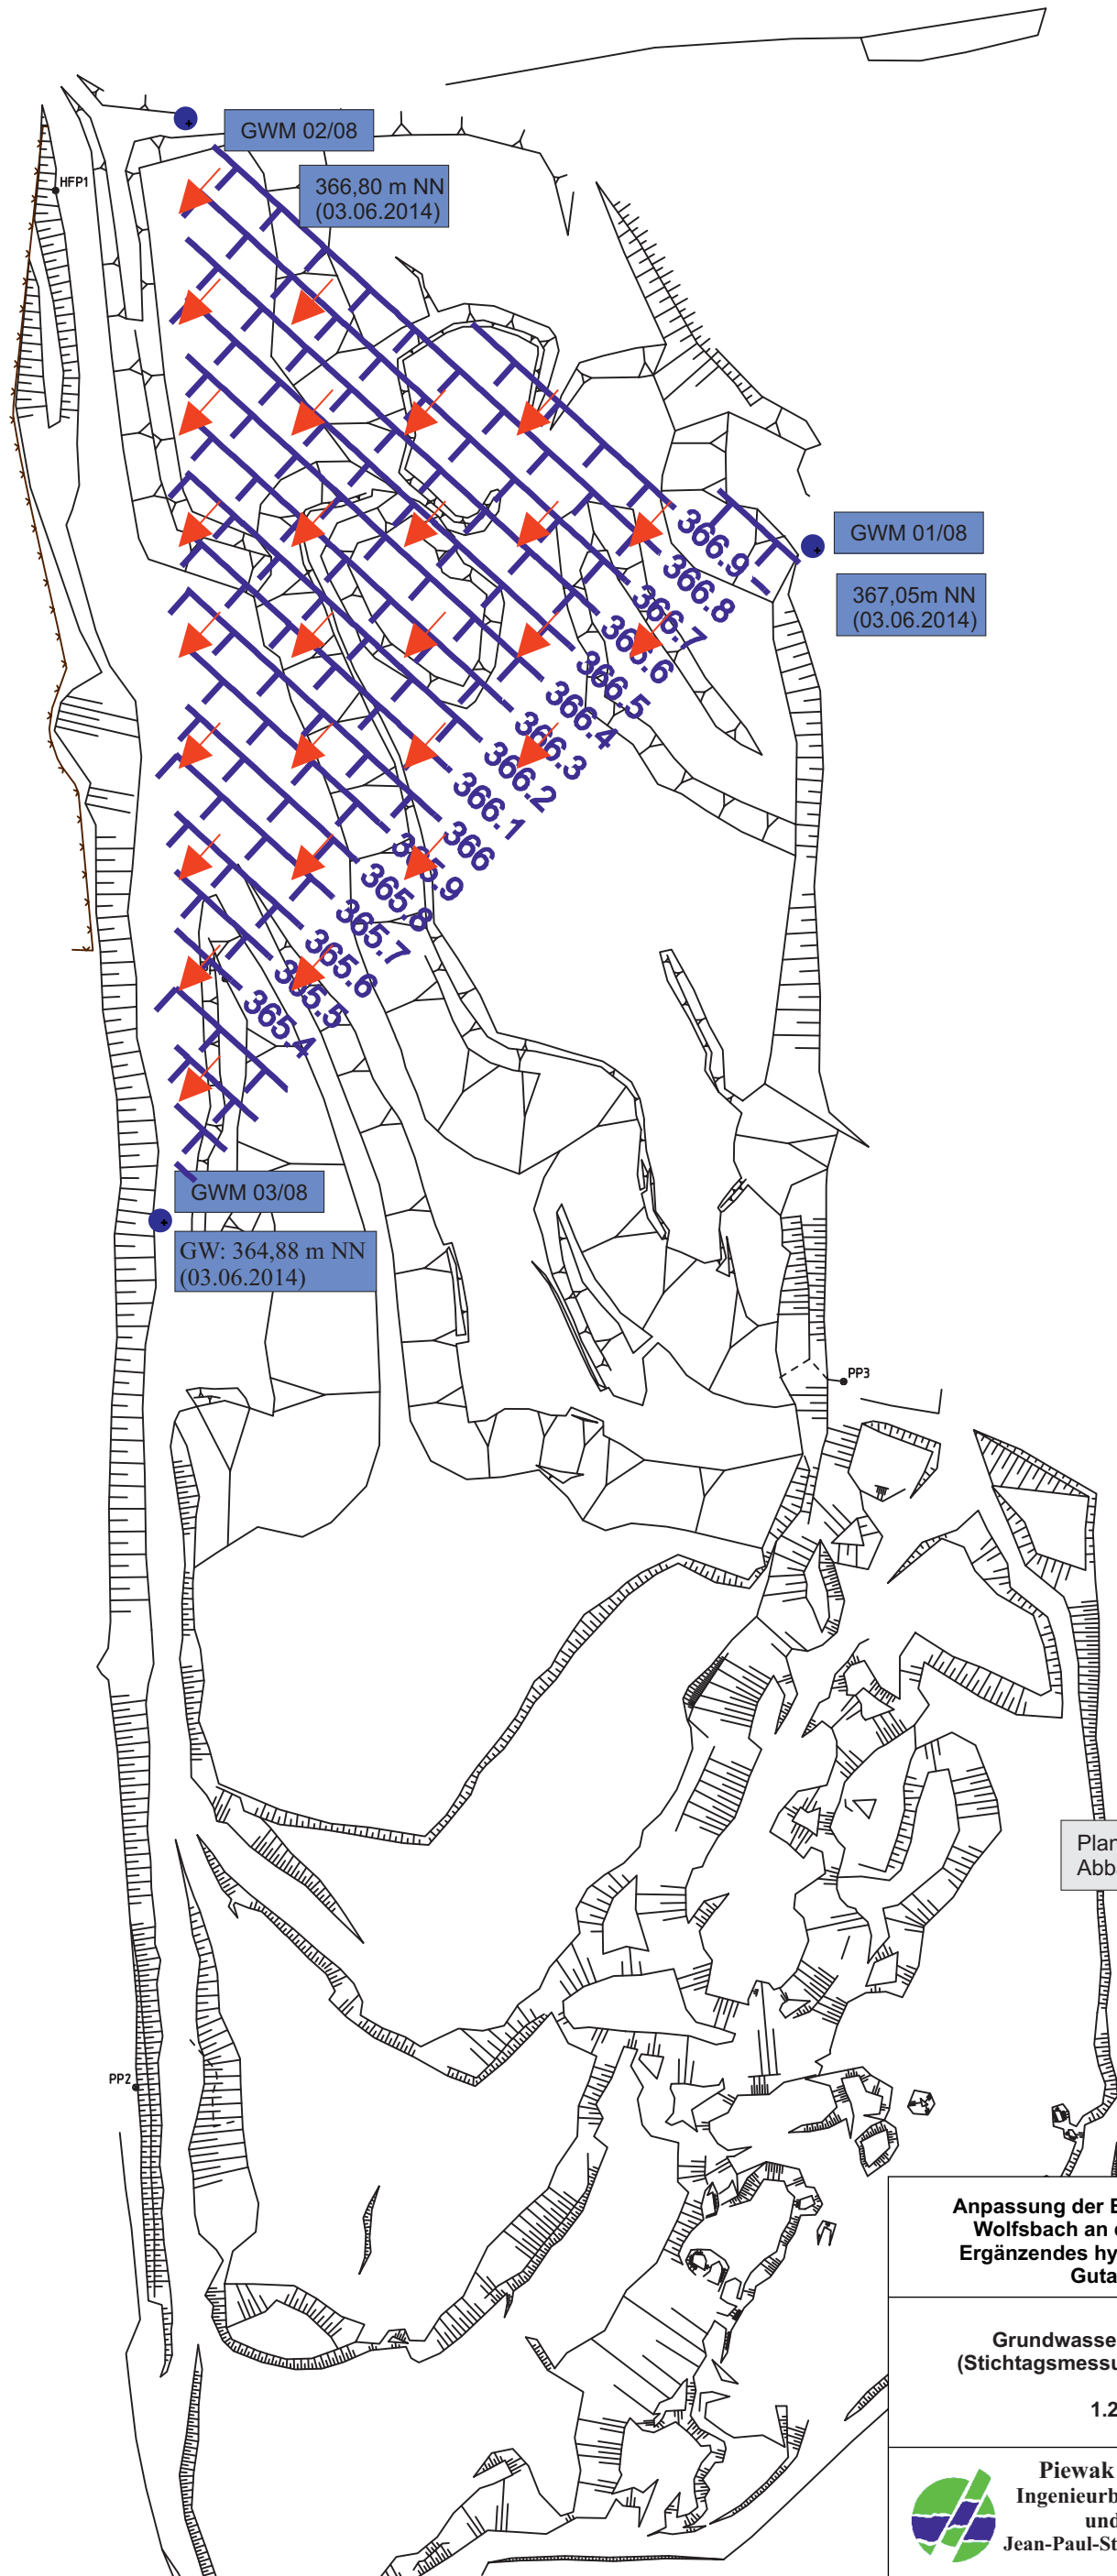 GWM 02/08
HFP1
366,80 m NN
(03.06.2014)
366.9
GWM 01/08
366.8
367,05m NN
(03.06.2014)
366.7
366.6
366.5
366.4
366.3
366.2
366.1
366
365.9
365.8
365.7
365.6
365.5
365.4
GWM 03/08
GW: 364,88 m NN
(03.06.2014)
PP3
Plan
Abb
PP2
Anpassung der
Wolfsbach an
Ergänzendes hy
Guta
Grundwasse
(Stichtagsmessu
1.2
Piewak
Ingenieurb
und
Jean-Paul-St